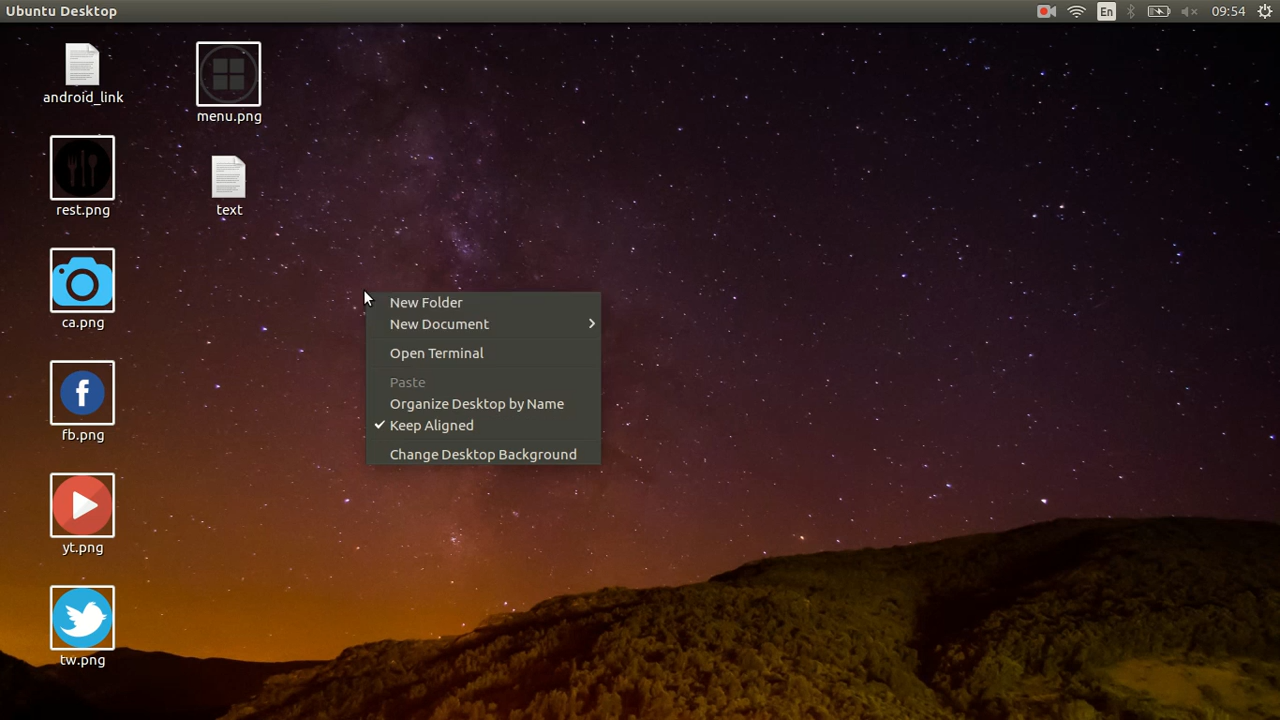 Ubuntu Desktop
En
09:54
android_link
menu.png
rest.png
text
ca.png
fb.png
yt.png
tw.png
New Folder
New Document
Open Terminal
Paste
Organize Desktop by Name
Keep Aligned
Change Desktop Background